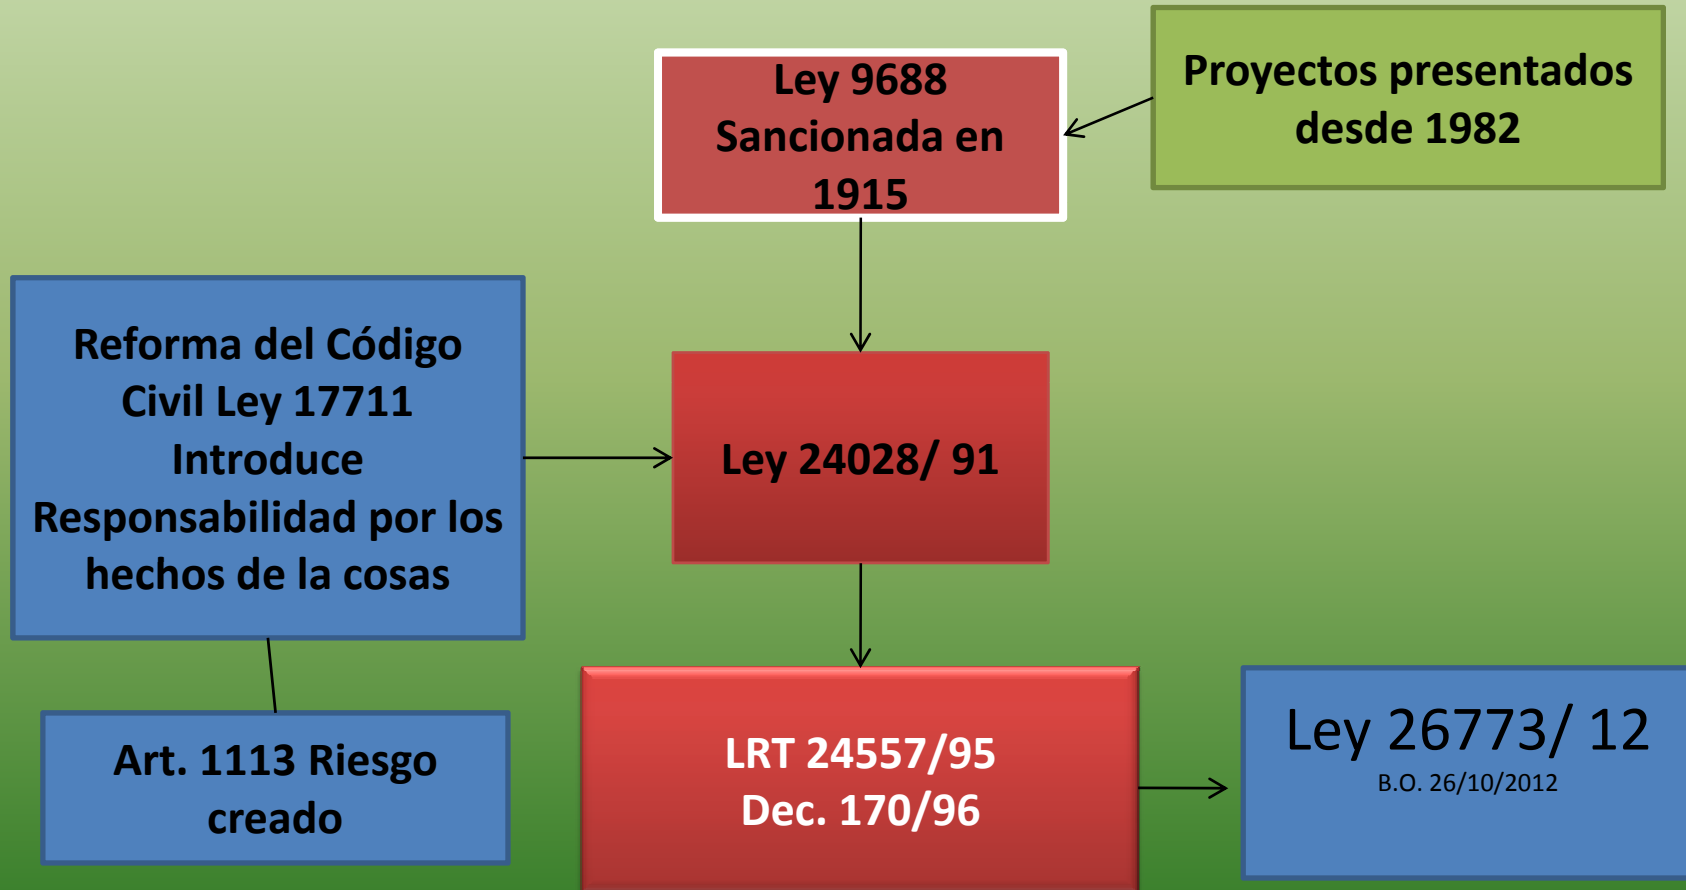 Ley 9688
Sancionada en
1915
Proyectos presentados
desde 1982
Reforma del Código
Civil Ley 17711
Introduce
Responsabilidad por los
hechos de la cosas
Ley 24028/ 91
Art. 1113 Riesgo
creado
LRT 24557/95
Dec. 170/96
Ley 26773/ 12
B.O. 26/10/2012